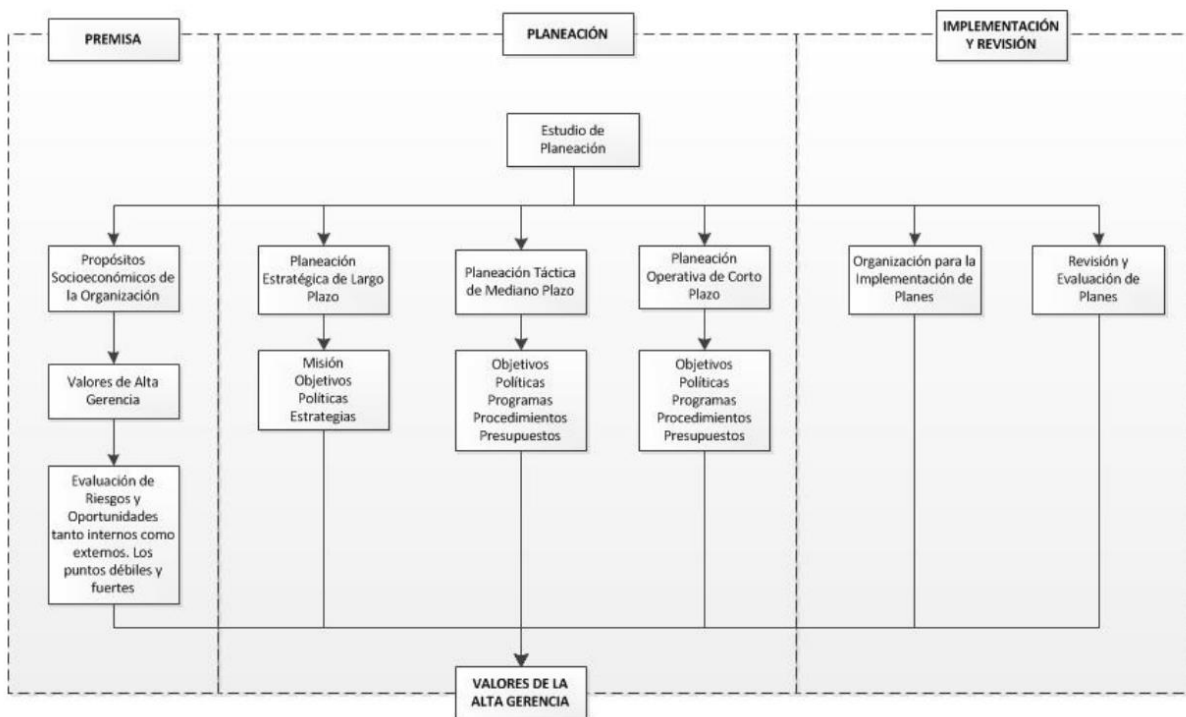 PREMISA
PLANEACIÓN
IMPLEMENTACIÓN
Y REVISIÓN
Estudio de
Planeación
Propósitos
Socioeconómicos de
la Organización
Planeación
Estratégica de Largo
Plazo
Planeación Táctica
de Mediano Plazo
Planeación
Operativa de Corto
Plazo
Organización para la
Implementación de
Planes
Revisión y
Evaluación de
Planes
Valores de Alta
Gerencia
Misión
Objetivos
Políticas
Estrategias
Objetivos
Políticas
Programas
Procedimientos
Presupuestos
Objetivos
Políticas
Programas
Procedimientos
Presupuestos
Evaluación de
Riesgos y
Oportunidades
tanto internos como
externos. Los
puntos débiles y
fuertes
VALORES DE LA
ALTA GERENCIA